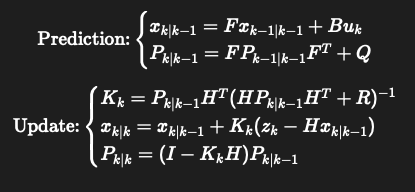 Prediction: { x_{k|k−1} = Fx_{k−1|k−1} + Bu_k
P_{k|k−1} = FP_{k−1|k−1}F^T + Q
Update: { K_k = P_{k|k−1}H^T(HP_{k|k−1}H^T + R)^{−1}
x_{k|k} = x_{k|k−1} + K_k(z_k − Hx_{k|k−1})
P_{k|k} = (I − K_kH)P_{k|k−1}